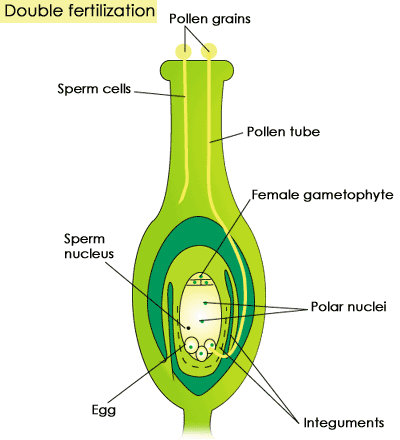 Double fertilization
Pollen grains
Sperm cells
Pollen tube
Female gametophyte
Sperm
nucleus
Polar nuclei
Egg
Integuments